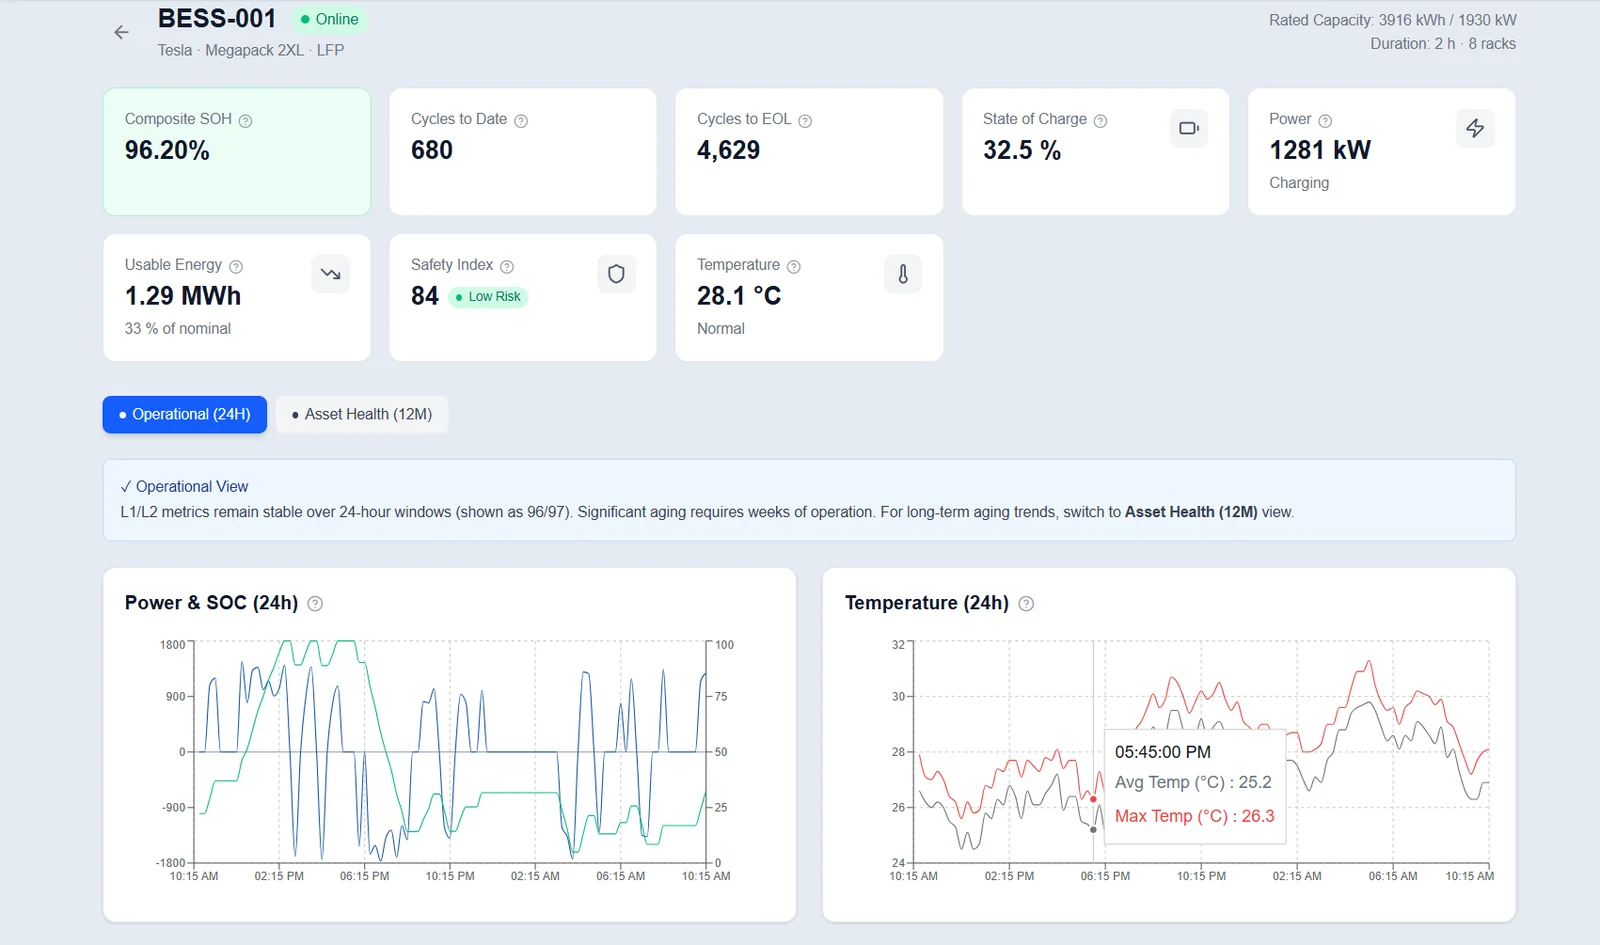 BESS-001
Online
Tesla · Megapack 2XL · LFP
Rated Capacity: 3916 kWh / 1930 kW
Duration: 2 h · 8 racks
Composite SOH
96.20%
Cycles to Date
680
Cycles to EOL
4,629
State of Charge
32.5 %
Power
1281 kW
Charging
Usable Energy
1.29 MWh
33 % of nominal
Safety Index
84
Low Risk
Temperature
28.1 °C
Normal
Operational (24H)
Asset Health (12M)
✓ Operational View
L1/L2 metrics remain stable over 24-hour windows (shown as 96/97). Significant aging requires weeks of operation. For long-term aging trends, switch to Asset Health (12M) view.
Power & SOC (24h)
1800
900
0
-900
-1800
100
75
50
25
0
10:15 AM
02:15 PM
06:15 PM
10:15 PM
02:15 AM
06:15 AM
10:15 AM
Temperature (24h)
32
30
28
26
24
05:45:00 PM
Avg Temp (°C) : 25.2
Max Temp (°C) : 26.3
10:15 AM
02:15 PM
06:15 PM
10:15 PM
02:15 AM
06:15 AM
10:15 AM